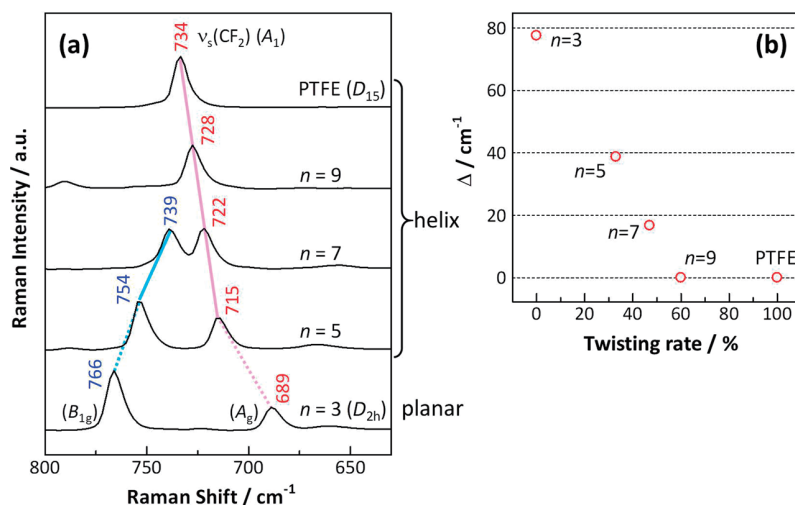 (a)
734
νs(CF2) (A1)
PTFE (D15)
728
n = 9
739
722
n = 7
helix
754
715
n = 5
766
689
(B1g)
(Ag)
n = 3 (D2h)
planar
800
750
700
650
Raman Shift / cm-1
Raman Intensity / a.u.
(b)
80
60
40
20
0
Δ / cm-1
n=3
n=5
n=7
n=9
PTFE
0
20
40
60
80
100
Twisting rate / %